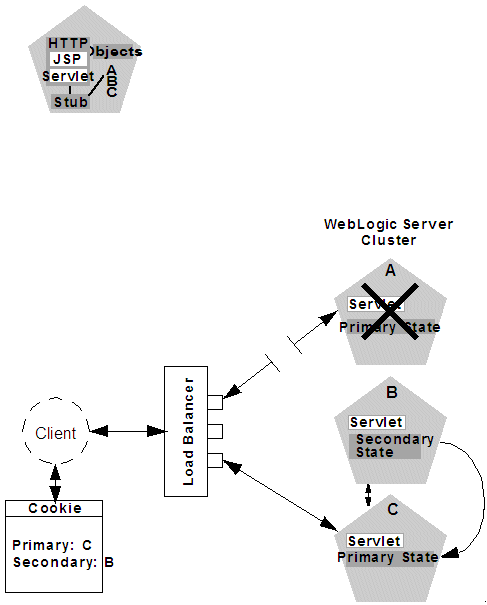 HTTP
JSP
Servlet
Stub
Objects
A
B
C
WebLogic Server
Cluster
A
Servlet
Primary State
B
Servlet
Secondary
State
C
Servlet
Primary State
Load Balancer
Client
Cookie
Primary: C
Secondary: B